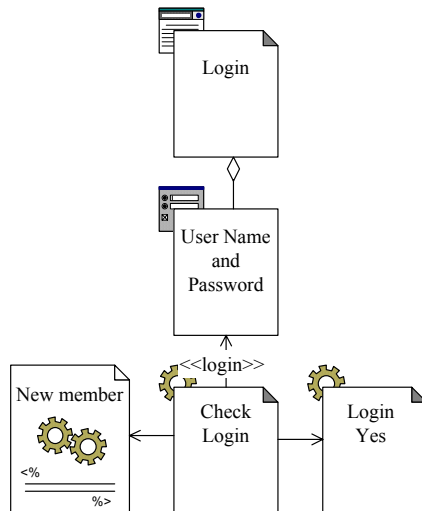 Login
User Name
and
Password
<<login>>
New member
<%
%>
Check
Login
Login
Yes